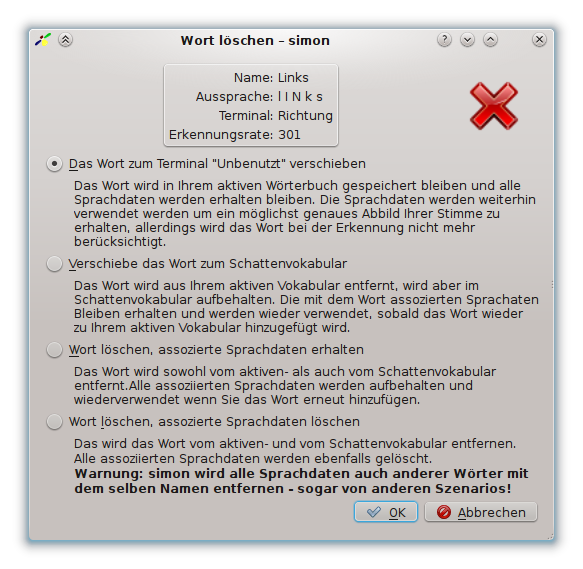 Wort löschen – simon
Name: Links
Aussprache: l I N k s
Terminal: Richtung
Erkennungsrate: 301
Das Wort zum Terminal "Unbenutzt" verschieben
Das Wort wird in Ihrem aktiven Wörterbuch gespeichert bleiben und alle
Sprachdaten werden erhalten bleiben. Die Sprachdaten werden weiterhin
verwendet werden um ein möglichst genaues Abbild Ihrer Stimme zu
erhalten, allerdings wird das Wort bei der Erkennung nicht mehr
berücksichtigt.
Verschiebe das Wort zum Schattenvokabular
Das Wort wird aus Ihrem aktiven Vokabular entfernt, wird aber im
Schattenvokabular aufbehalten. Die mit dem Wort assozierten Sprachaten
Bleiben erhalten und werden wieder verwendet, sobald das Wort wieder
zu Ihrem aktiven Vokabular hinzugefügt wird.
Wort löschen, assozierte Sprachdaten erhalten
Das Wort wird sowohl vom aktiven- als auch vom Schattenvokabular
entfernt.Alle assoziierten Sprachdaten werden aufbehalten und
wiederverwendet wenn Sie das Wort erneut hinzufügen.
Wort löschen, assozierte Sprachdaten löschen
Das wird das Wort vom aktiven- und vom Schattenvokabular entfernen.
Alle assoziierten Sprachdaten werden ebenfalls gelöscht.
Warnung: simon wird alle Sprachdaten auch anderer Wörter mit
dem selben Namen entfernen - sogar von anderen Szenarios!
OK Abbrechen